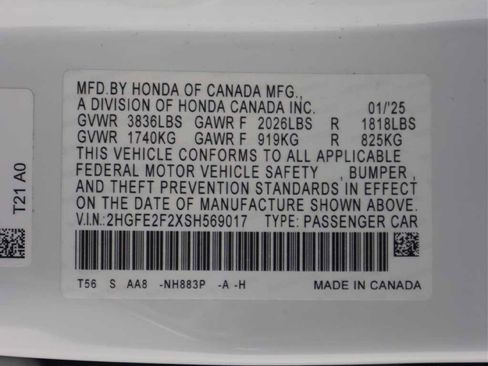 MFD.BY HONDA OF CANADA MFG.,
A DIVISION OF HONDA CANADA INC. 01/'25
GVWR 3836LBS GAWR F 2026LBS R 1818LBS
GVWR 1740KG GAWR F 919KG R 825KG
THIS VEHICLE CONFORMS TO ALL APPLICABLE
FEDERAL MOTOR VEHICLE SAFETY , BUMPER ,
AND THEFT PREVENTION STANDARDS IN EFFECT
ON THE DATE OF MANUFACTURE SHOWN ABOVE.
V.I.N.:2HGFE2F2XSH569017 TYPE: PASSENGER CAR
T56 S AA8 -NH883P -A -H MADE IN CANADA
T21 A0